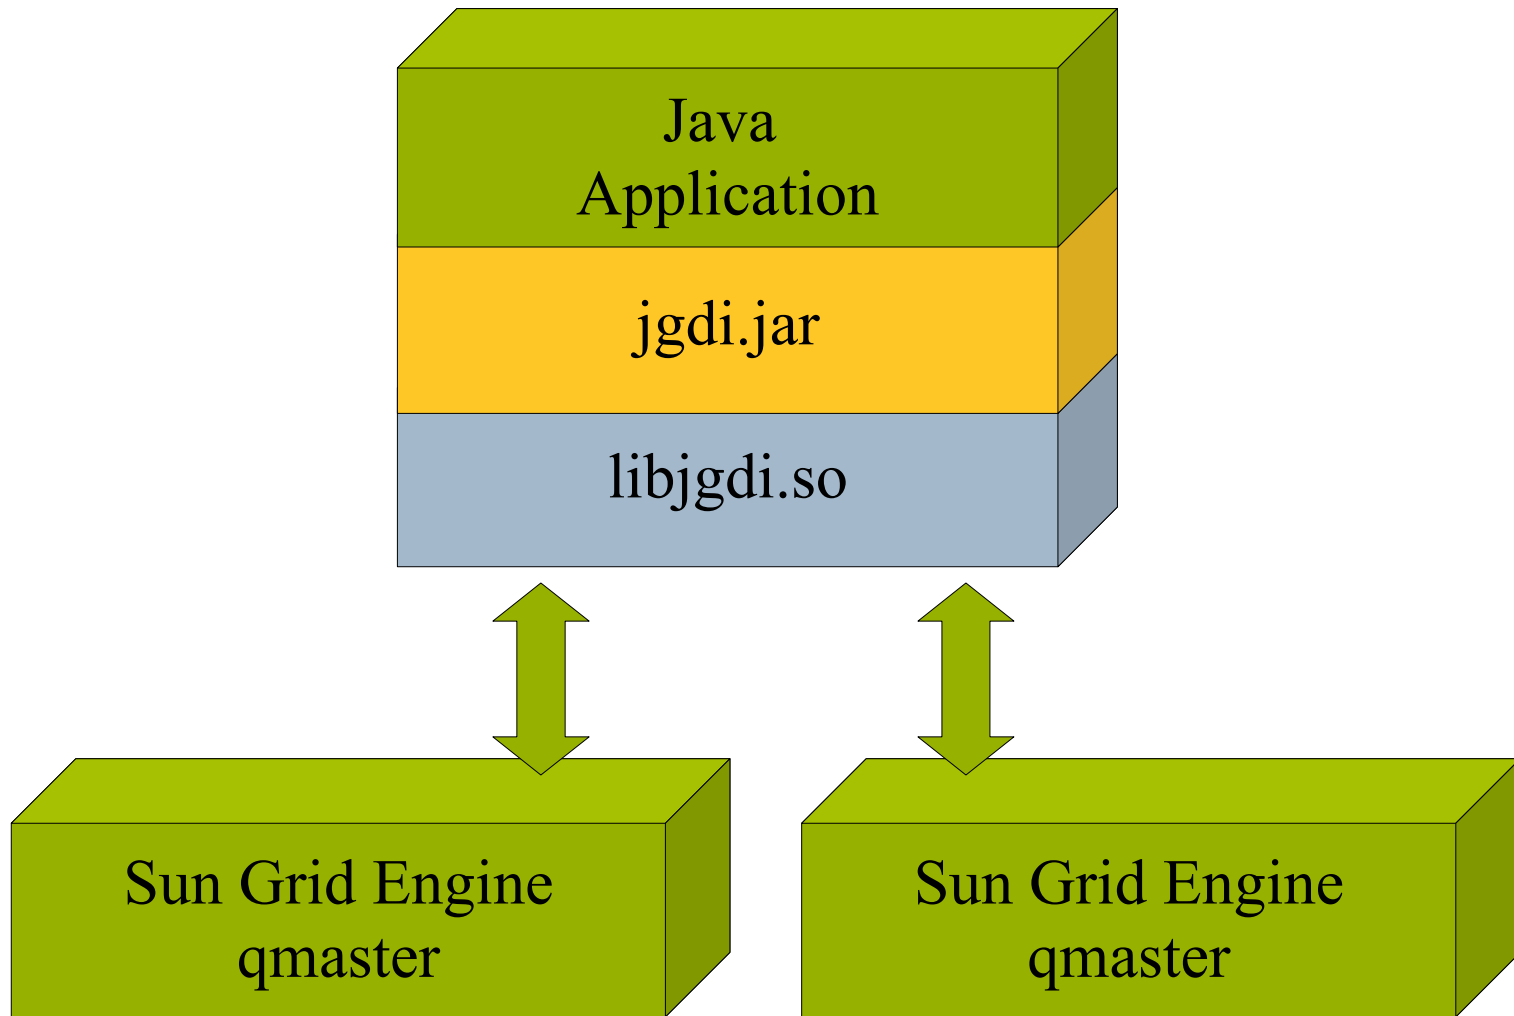 Java
Application
jgdi.jar
libjgdi.so
Sun Grid Engine
qmaster
Sun Grid Engine
qmaster